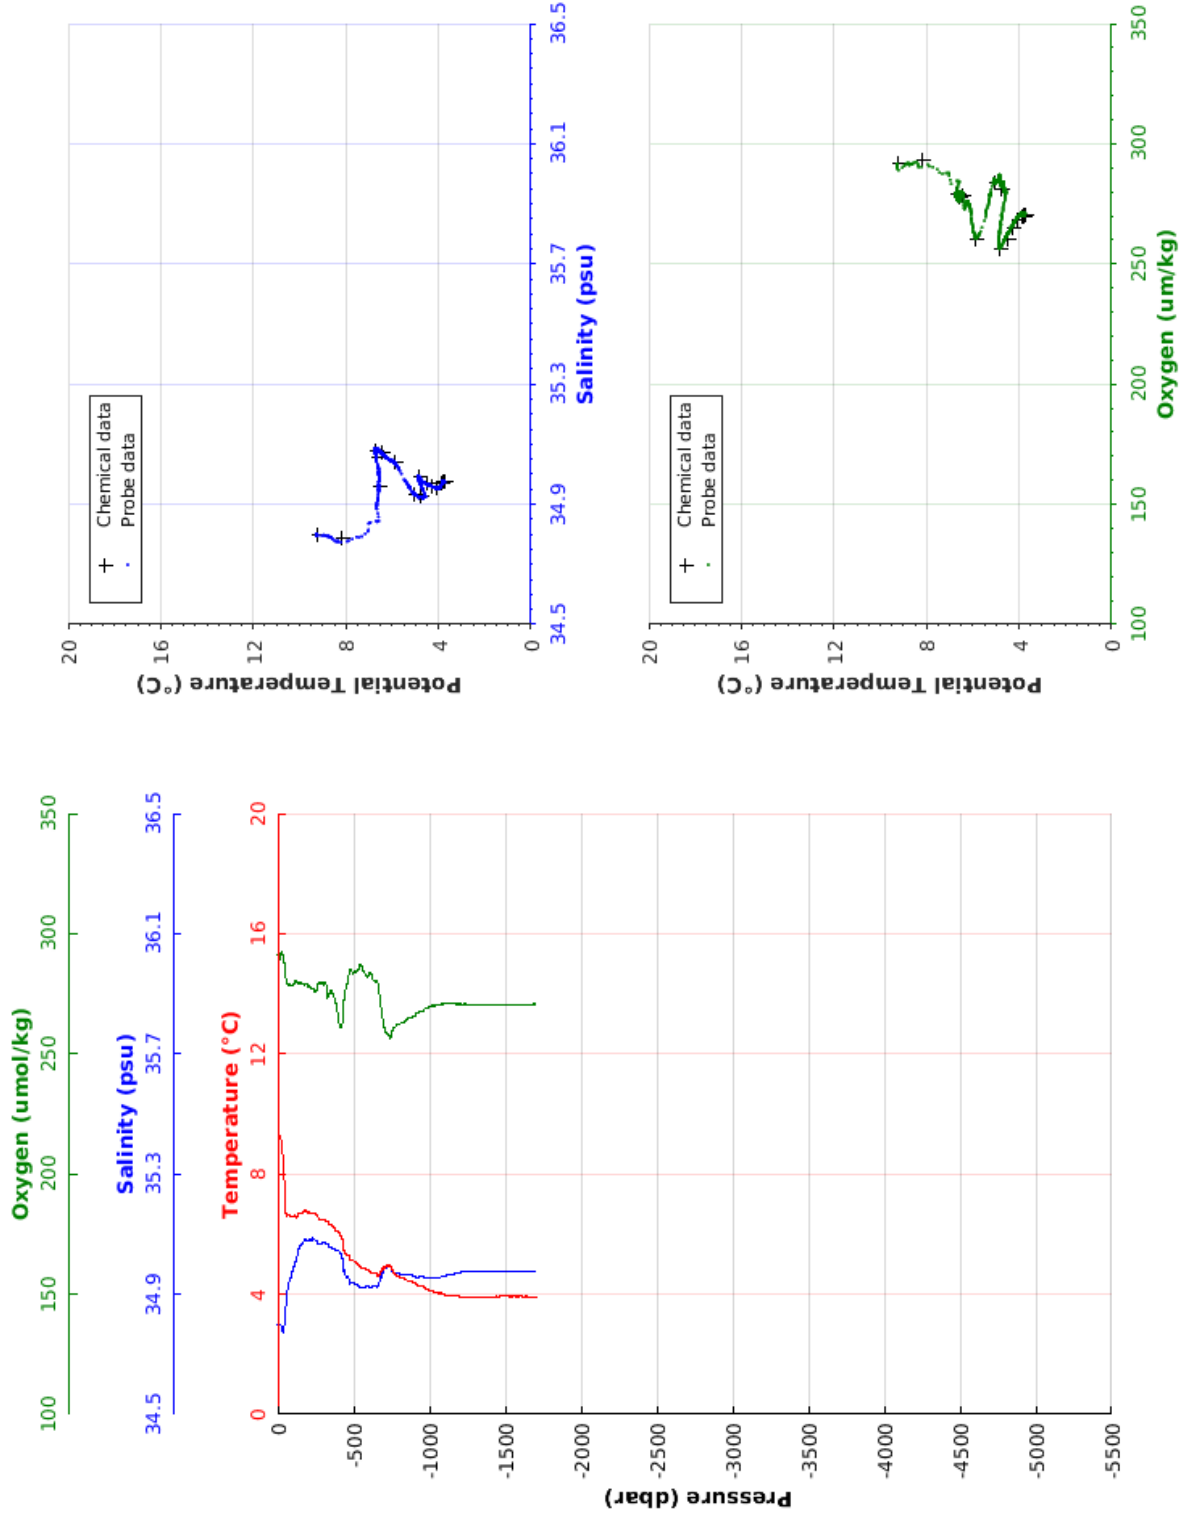 Oxygen (umol/kg)
100 150 200 250 300 350
Salinity (psu)
34.5 34.9 35.3 35.7 36.1 36.5
Temperature (°C)
0 4 8 12 16 20
Pressure (dbar)
0
-500
-1000
-1500
-2000
-2500
-3000
-3500
-4000
-4500
-5000
-5500
Potential Temperature (°C)
20
16
12
8
4
0
Chemical data
Probe data
34.5 34.9 35.3 35.7 36.1 36.5
Salinity (psu)
Potential Temperature (°C)
20
16
12
8
4
0
Chemical data
Probe data
100 150 200 250 300 350
Oxygen (um/kg)